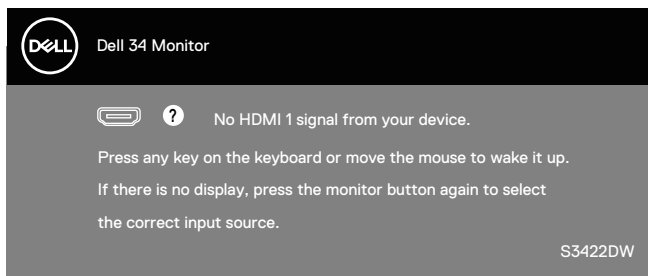 DELL
Dell 34 Monitor
? No HDMI 1 signal from your device.
Press any key on the keyboard or move the mouse to wake it up.
If there is no display, press the monitor button again to select
the correct input source.
S3422DW